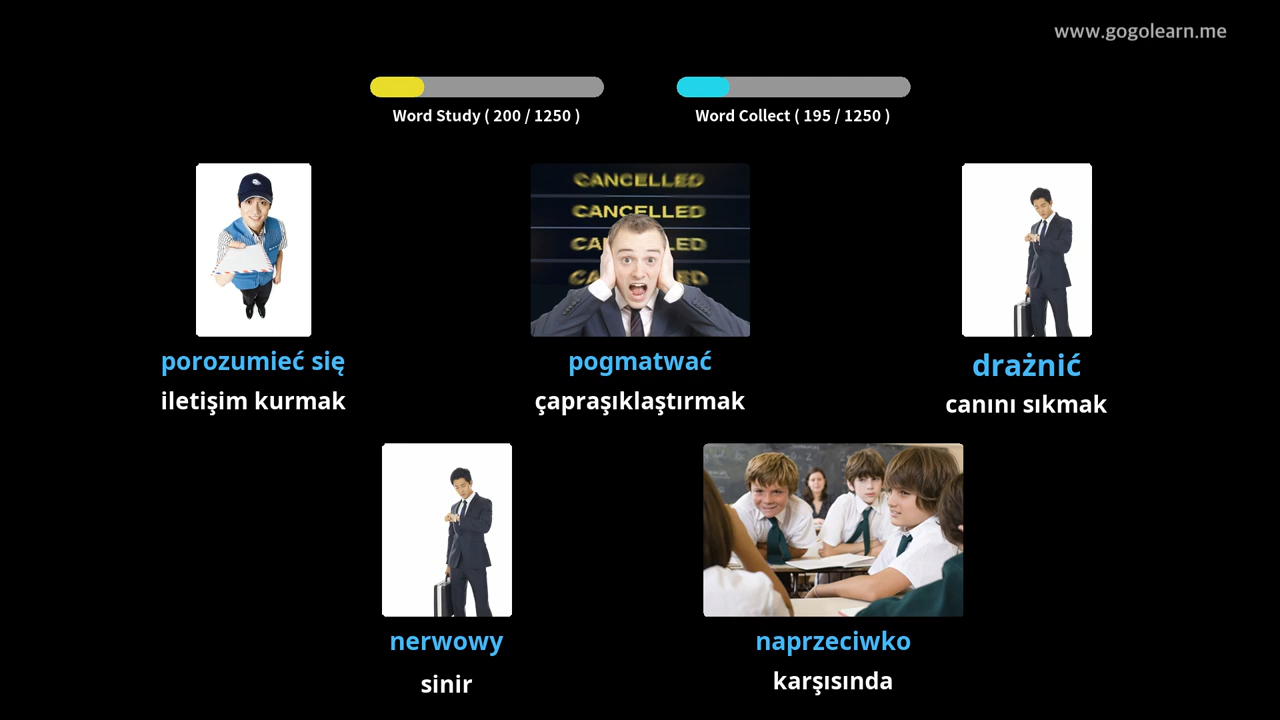 www.gogolearn.me
Word Study ( 200 / 1250 )
Word Collect ( 195 / 1250 )
CANCELLED
CANCELLED
porozumieć się
iletişim kurmak
pogmatwać
çapraşıklaştırmak
drażnić
canını sıkmak
nerwowy
sinir
naprzeciwko
karşısında